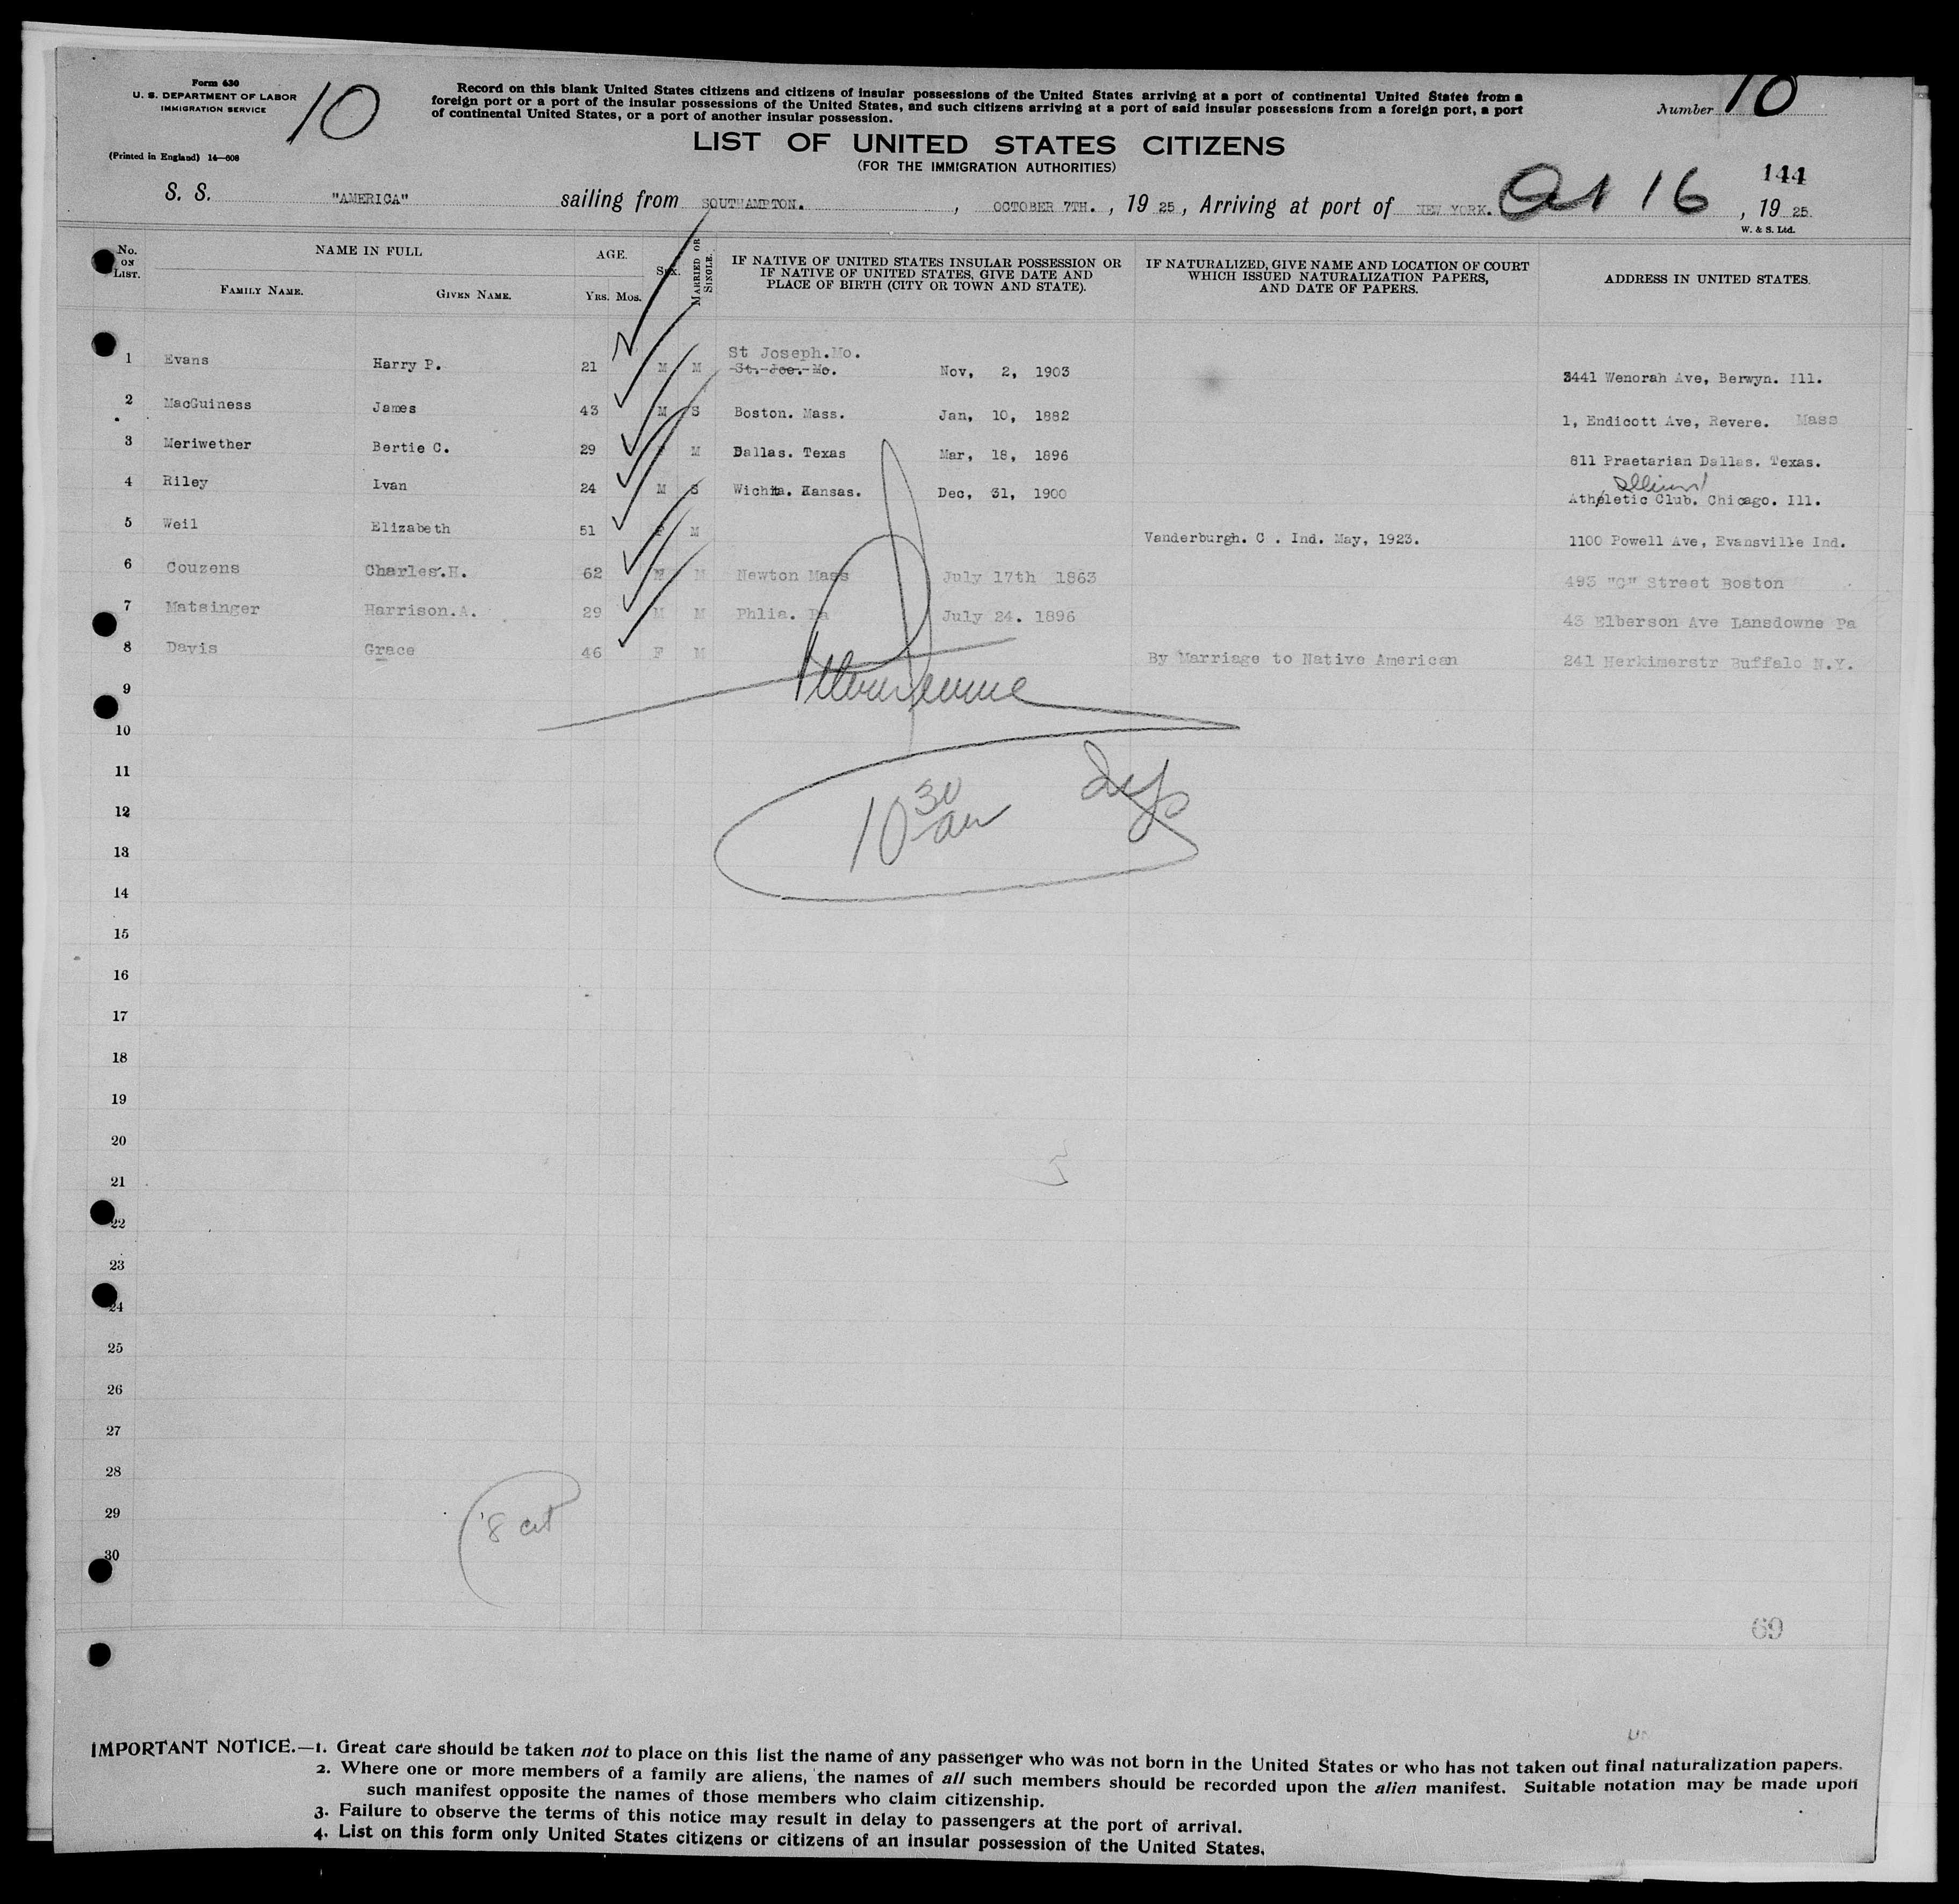 Form 630
U. S. DEPARTMENT OF LABOR
IMMIGRATION SERVICE
10
Record on this blank United States citizens and citizens of insular possessions of the United States arriving at a port of continental United States from a
foreign port or a port of the insular possessions of the United States, and such citizens arriving at a port of said insular possessions from a foreign port, a port
of continental United States, or a port of another insular possession.
Number 10
LIST OF UNITED STATES CITIZENS
(FOR THE IMMIGRATION AUTHORITIES)
(Printed in England) 14—608
144
S. S. "AMERICA" sailing from SOUTHAMPTON. , OCTOBER 7TH. , 19 25 , Arriving at port of NEW YORK. Oct 16 , 19 25.
W. & S. Ltd.
No. ON LIST. NAME IN FULL AGE. SEX. MARRIED OR SINGLE. IF NATIVE OF UNITED STATES INSULAR POSSESSION OR IF NATIVE OF UNITED STATES, GIVE DATE AND PLACE OF BIRTH (CITY OR TOWN AND STATE). IF NATURALIZED, GIVE NAME AND LOCATION OF COURT WHICH ISSUED NATURALIZATION PAPERS, AND DATE OF PAPERS. ADDRESS IN UNITED STATES.
FAMILY NAME. GIVEN NAME. YRS. MOS.
St Joseph.Mo.
1 Evans Harry P. 21 M M St. Joe. Mo. Nov, 2, 1903 3441 Wenorah Ave, Berwyn. Ill.
2 MacGuiness James 43 M S Boston. Mass. Jan, 10, 1882 1, Endicott Ave, Revere. Mass
3 Meriwether Bertie C. 29 M Dallas. Texas Mar, 18, 1896 811 Praetarian Dallas. Texas.
Illinois
4 Riley Ivan 24 M S Wichita. Kansas. Dec, 31, 1900 Athletic Club. Chicago. Ill.
5 Weil Elizabeth 51 F M Vanderburgh. C . Ind. May, 1923. 1100 Powell Ave, Evansville Ind.
6 Couzens Charles.H. 62 M M Newton Mass July 17th 1863 493 "C" Street Boston
7 Matsinger Harrison.A. 29 M M Phlia. Pa July 24. 1896 43 Elberson Ave Lansdowne Pa
8 Davis Grace 46 F M By Marriage to Native American 241 Herkimerstr Buffalo N.Y.
9
10
11
12
10 30 am
13
14
15
16
17
18
19
20
21
22
23
24
25
26
27
28
29
8 cit
30
69
IMPORTANT NOTICE.—1. Great care should be taken not to place on this list the name of any passenger who was not born in the United States or who has not taken out final naturalization papers.
2. Where one or more members of a family are aliens, the names of all such members should be recorded upon the alien manifest. Suitable notation may be made upon
such manifest opposite the names of those members who claim citizenship.
3. Failure to observe the terms of this notice may result in delay to passengers at the port of arrival.
4. List on this form only United States citizens or citizens of an insular possession of the United States.